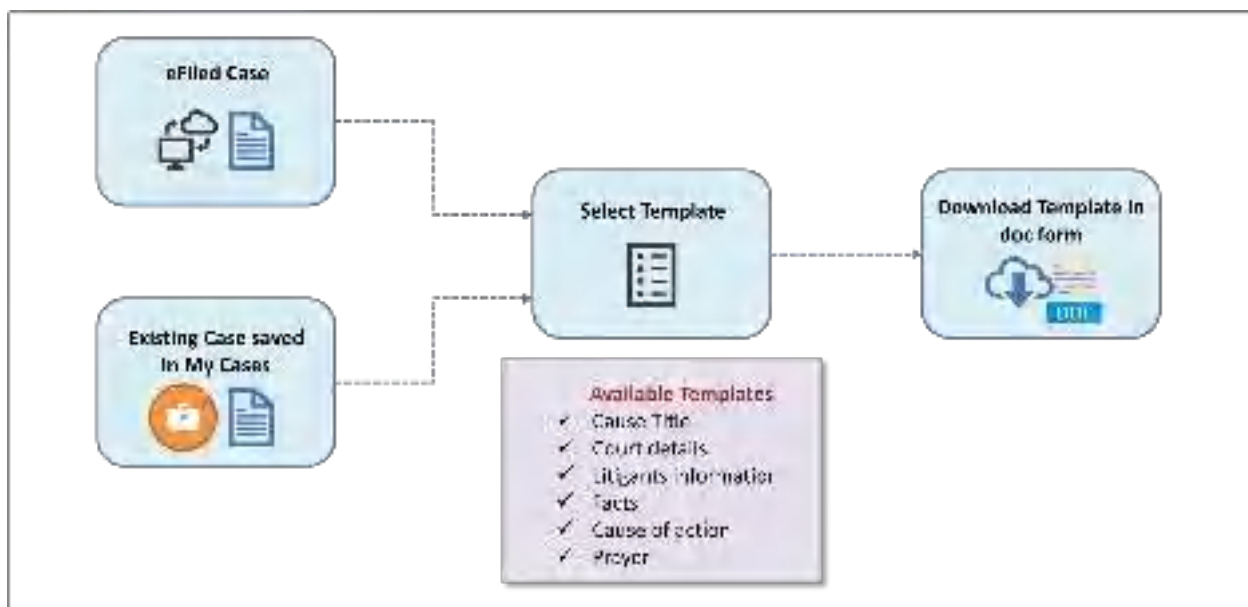 eFiled Case
Select Template
Download Template in
doc form
DOC
Existing Case saved
in My Cases
Available Templates
Cause Title
Court details
Litigants information
Facts
Cause of action
Prayer